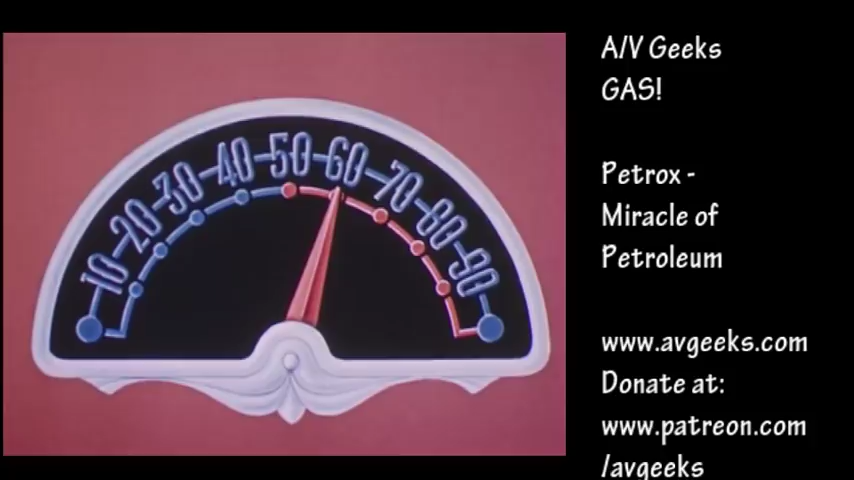 10 20 30 40 50 60 70 80 90
A/V Geeks
GAS!
Petrox -
Miracle of
Petroleum
www.avgeeks.com
Donate at:
www.patreon.com
/avgeeks